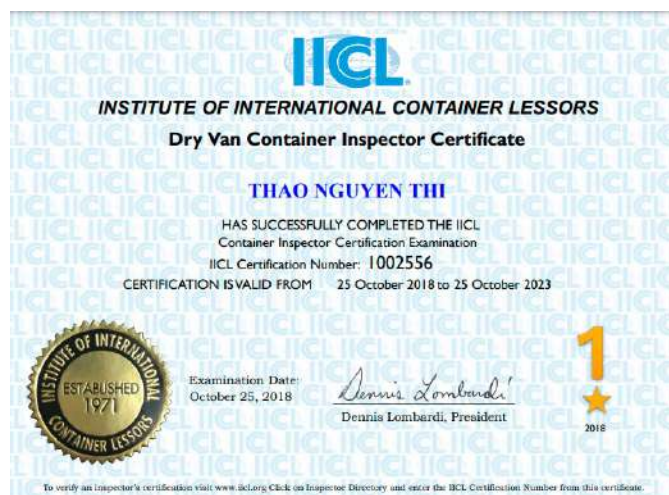 IICL
INSTITUTE OF INTERNATIONAL CONTAINER LESSORS
Dry Van Container Inspector Certificate
THAO NGUYEN THI
HAS SUCCESSFULLY COMPLETED THE IICL
Container Inspector Certification Examination
IICL Certification Number: 1002556
CERTIFICATION IS VALID FROM 25 October 2018 to 25 October 2023
INSTITUTE OF INTERNATIONAL
ESTABLISHED
1971
CONTAINER LESSORS
Examination Date:
October 25, 2018
Dennis Lombardi
Dennis Lombardi, President
1
2018
To verify an inspector's certification visit www.iicl.org Click on Inspector Directory and enter the IICL Certification Number from this certificate.